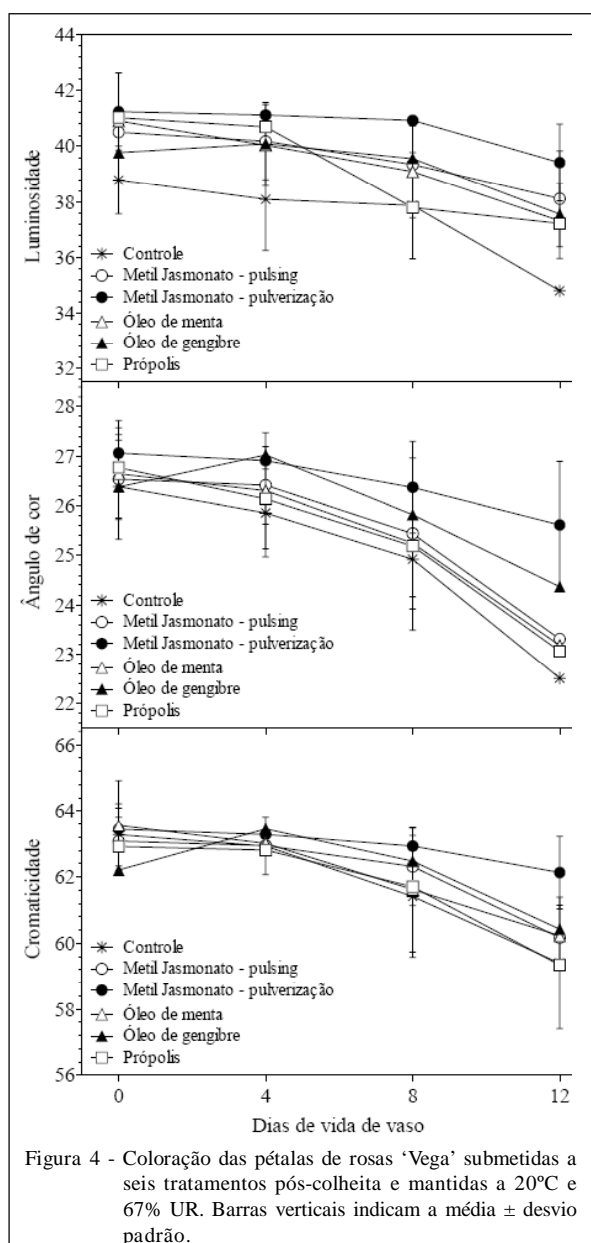 44
42
40
38
36
34
32
Luminosidade
Controle
Metil Jasmonato - pulsing
Metil Jasmonato - pulverização
Óleo de menta
Óleo de gengibre
Própolis
28
27
26
25
24
23
22
Ângulo de cor
Controle
Metil Jasmonato - pulsing
Metil Jasmonato - pulverização
Óleo de menta
Óleo de gengibre
Própolis
66
64
62
60
58
56
Cromaticidade
Controle
Metil Jasmonato - pulsing
Metil Jasmonato - pulverização
Óleo de menta
Óleo de gengibre
Própolis
0 4 8 12
Dias de vida de vaso
Figura 4 - Coloração das pétalas de rosas ‘Vega’ submetidas a
seis tratamentos pós-colheita e mantidas a 20ºC e
67% UR. Barras verticais indicam a média ± desvio
padrão.